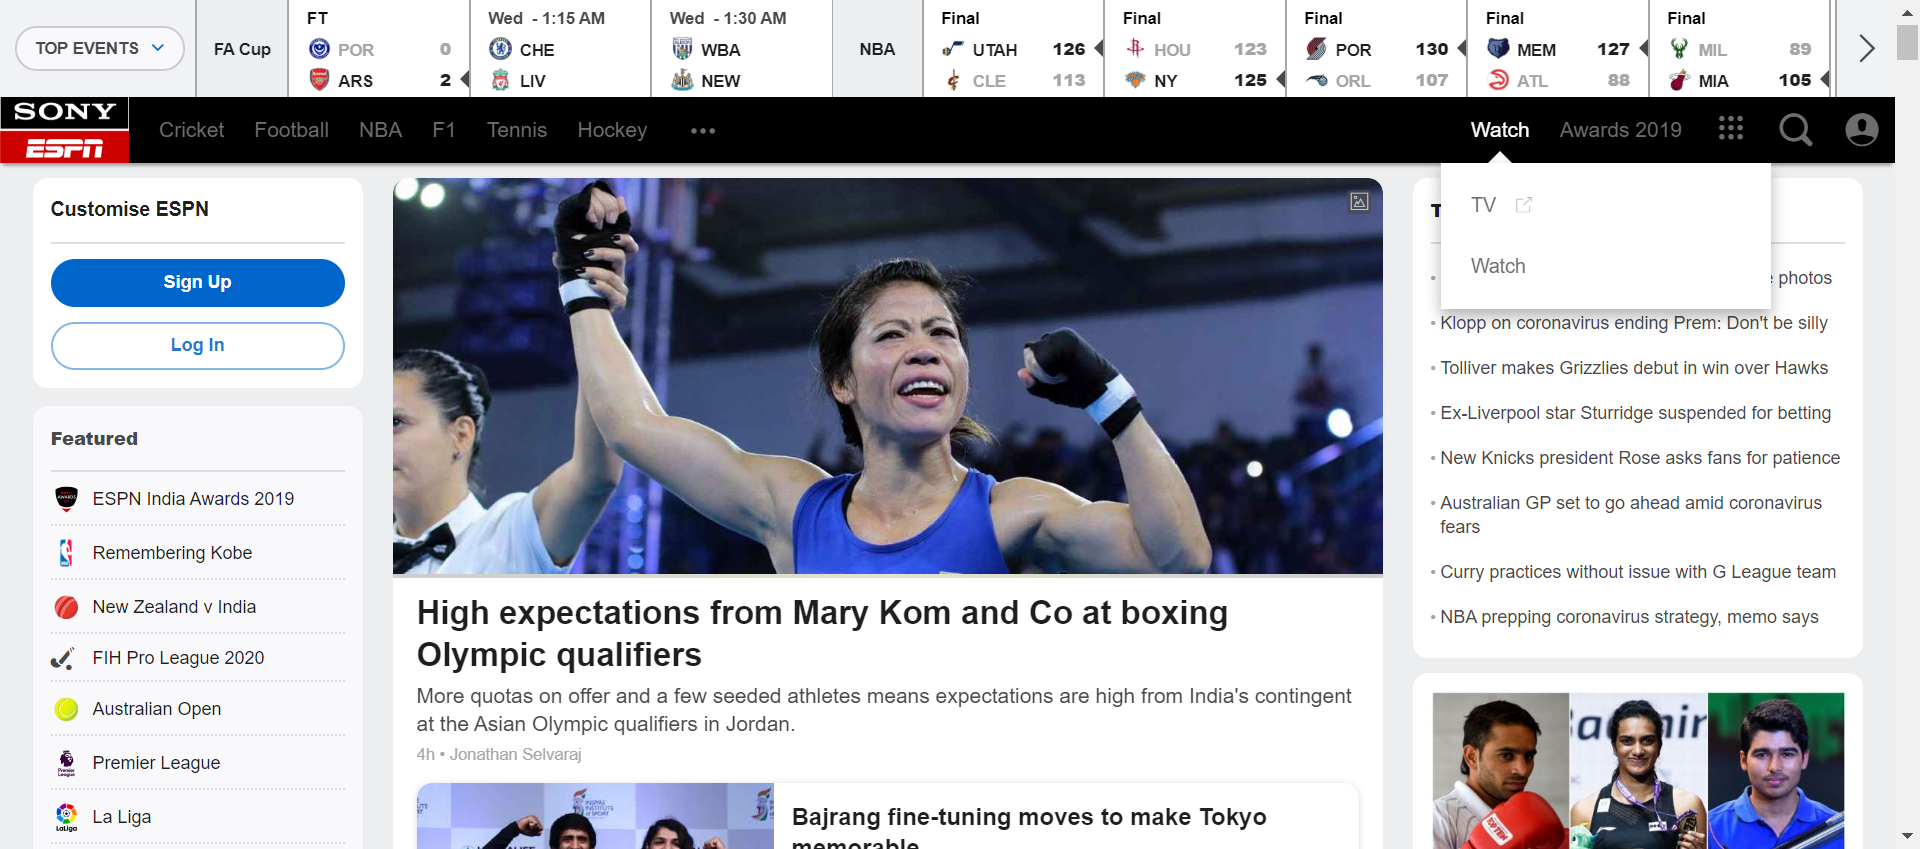 TOP EVENTS
FA Cup
FT
POR 0
ARS 2
Wed - 1:15 AM
CHE
LIV
Wed - 1:30 AM
WBA
NEW
NBA
Final
UTAH 126
CLE 113
Final
HOU 123
NY 125
Final
POR 130
ORL 107
Final
MEM 127
ATL 88
Final
MIL 89
MIA 105
SONY
ESPN
Cricket Football NBA F1 Tennis Hockey
Watch Awards 2019
TV
Watch
Customise ESPN
Sign Up
Log In
Featured
ESPN India Awards 2019
Remembering Kobe
New Zealand v India
FIH Pro League 2020
Australian Open
Premier League
La Liga
High expectations from Mary Kom and Co at boxing
Olympic qualifiers
More quotas on offer and a few seeded athletes means expectations are high from India's contingent
at the Asian Olympic qualifiers in Jordan.
4h • Jonathan Selvaraj
Bajrang fine-tuning moves to make Tokyo
memorable
photos
Klopp on coronavirus ending Prem: Don't be silly
Tolliver makes Grizzlies debut in win over Hawks
Ex-Liverpool star Sturridge suspended for betting
New Knicks president Rose asks fans for patience
Australian GP set to go ahead amid coronavirus
fears
Curry practices without issue with G League team
NBA prepping coronavirus strategy, memo says